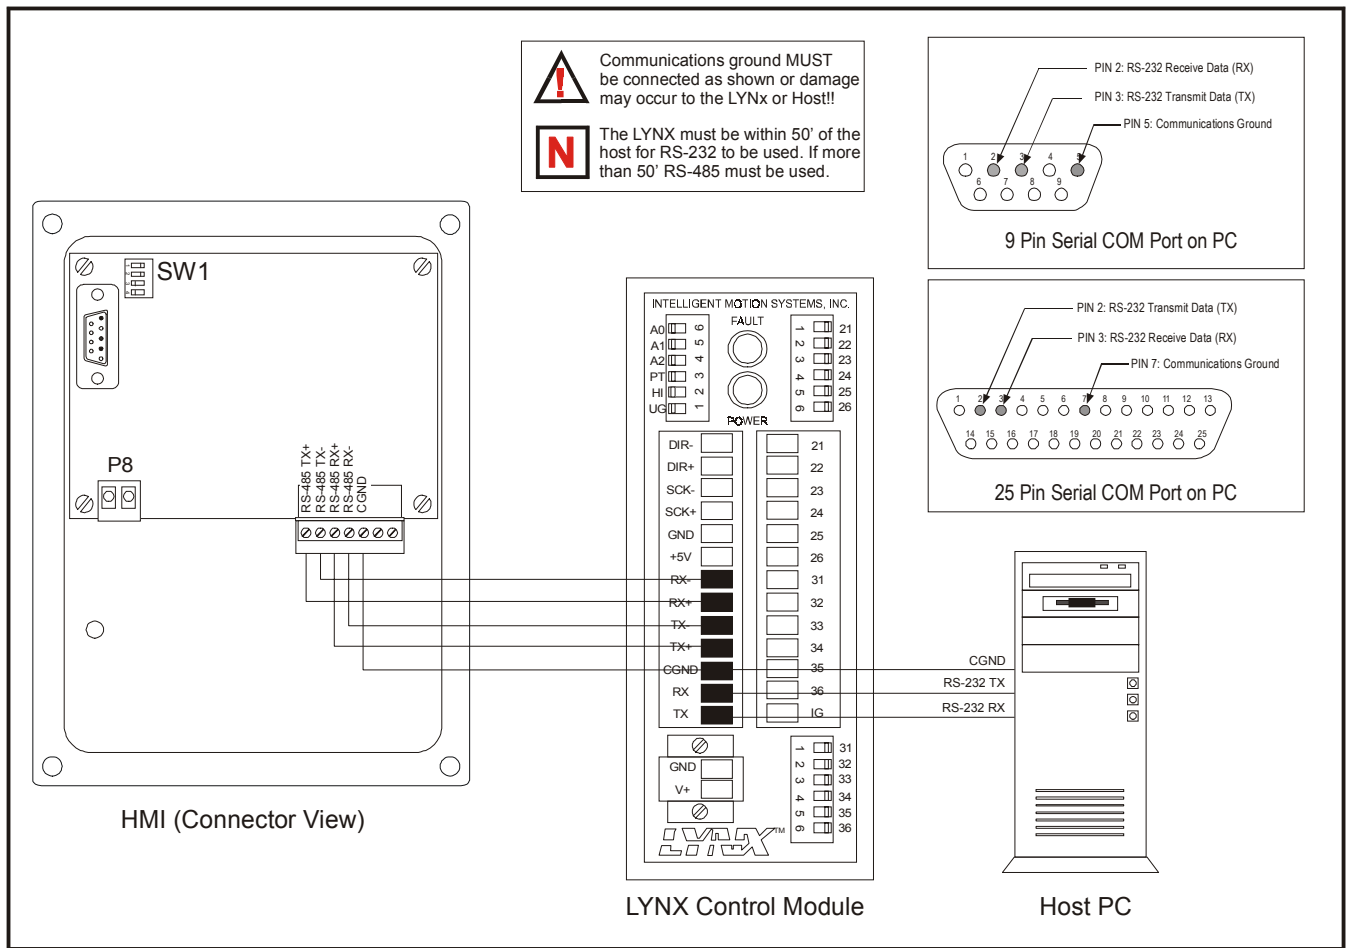 Communications ground MUST
be connected as shown or damage
may occur to the LYNx or Host!!
N
The LYNX must be within 50’ of the
host for RS-232 to be used. If more
than 50’ RS-485 must be used.
PIN 2: RS-232 Receive Data (RX)
PIN 3: RS-232 Transmit Data (TX)
PIN 5: Communications Ground
1 2 3 4 5
6 7 8 9
9 Pin Serial COM Port on PC
PIN 2: RS-232 Transmit Data (TX)
PIN 3: RS-232 Receive Data (RX)
PIN 7: Communications Ground
1 2 3 4 5 6 7 8 9 10 11 12 13
14 15 16 17 18 19 20 21 22 23 24 25
25 Pin Serial COM Port on PC
SW1
1
2
3
4
P8
RS-485 TX+
RS-485 TX-
RS-485 RX+
RS-485 RX-
CGND
HMI (Connector View)
INTELLIGENT MOTION SYSTEMS, INC.
FAULT
POWER
A0 6
A1 5
A2 4
PT 3
HI 2
UG 1
1 21
2 22
3 23
4 24
5 25
6 26
DIR- 21
DIR+ 22
SCK- 23
SCK+ 24
GND 25
+5V 26
RX- 31
RX+ 32
TX- 33
TX+ 34
CGND 35
RX 36
TX IG
GND
V+
1 31
2 32
3 33
4 34
5 35
6 36
LYNX™
LYNX Control Module
CGND
RS-232 TX
RS-232 RX
Host PC